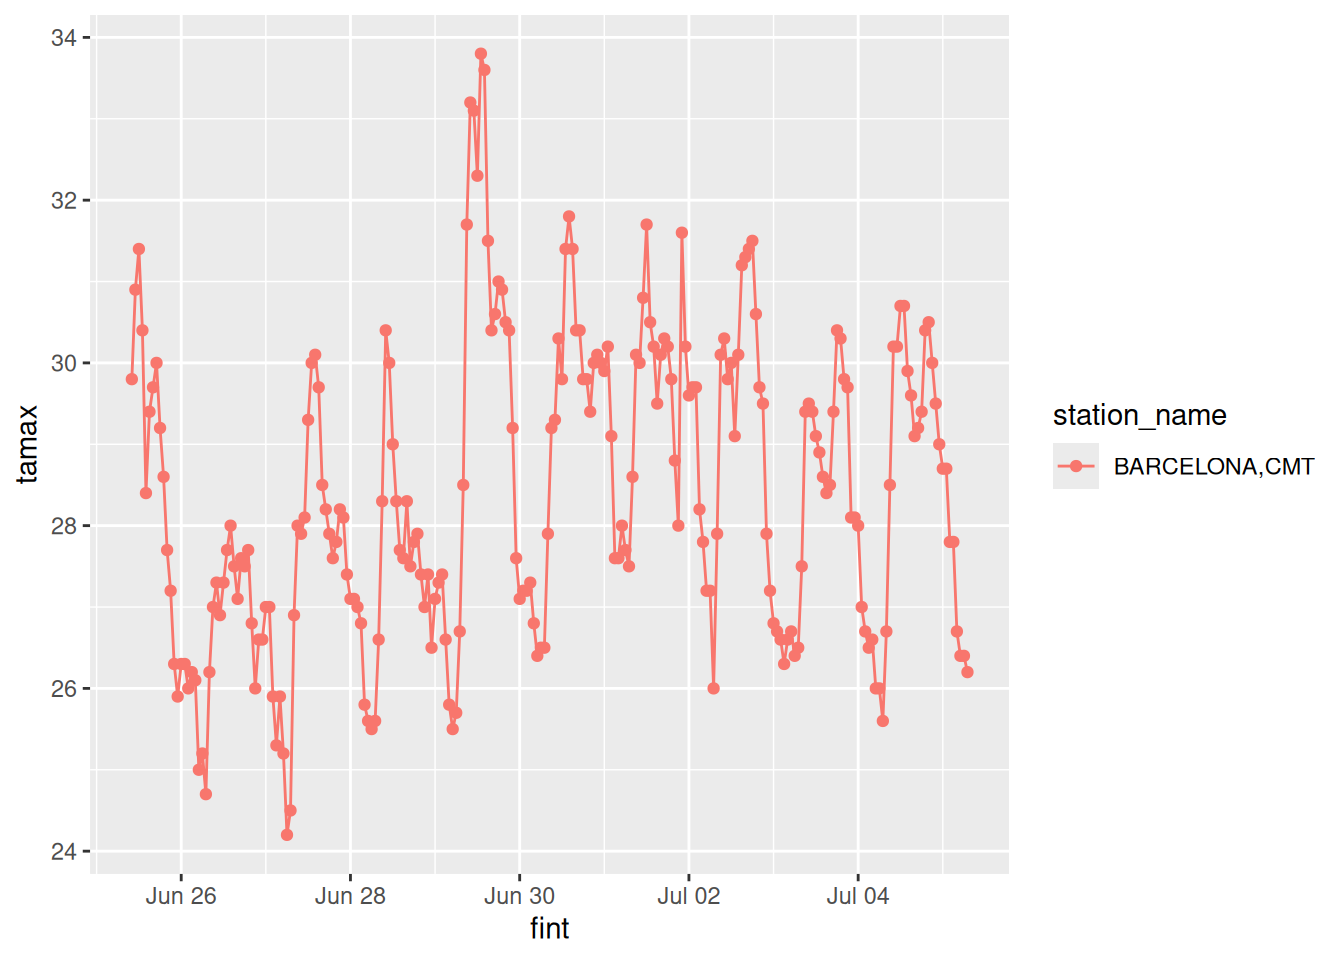 34
32
30
28
26
24
tamax
Jun 26
Jun 28
Jun 30
Jul 02
Jul 04
fint
station_name
BARCELONA,CMT